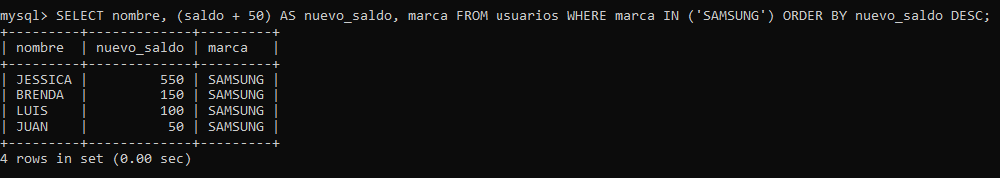 mysql> SELECT nombre, (saldo + 50) AS nuevo_saldo, marca FROM usuarios WHERE marca IN ('SAMSUNG') ORDER BY nuevo_saldo DESC;
+---------+-------------+---------+
| nombre  | nuevo_saldo | marca   |
+---------+-------------+---------+
| JESSICA |         550 | SAMSUNG |
| BRENDA  |         150 | SAMSUNG |
| LUIS    |         100 | SAMSUNG |
| JUAN    |          50 | SAMSUNG |
+---------+-------------+---------+
4 rows in set (0.00 sec)